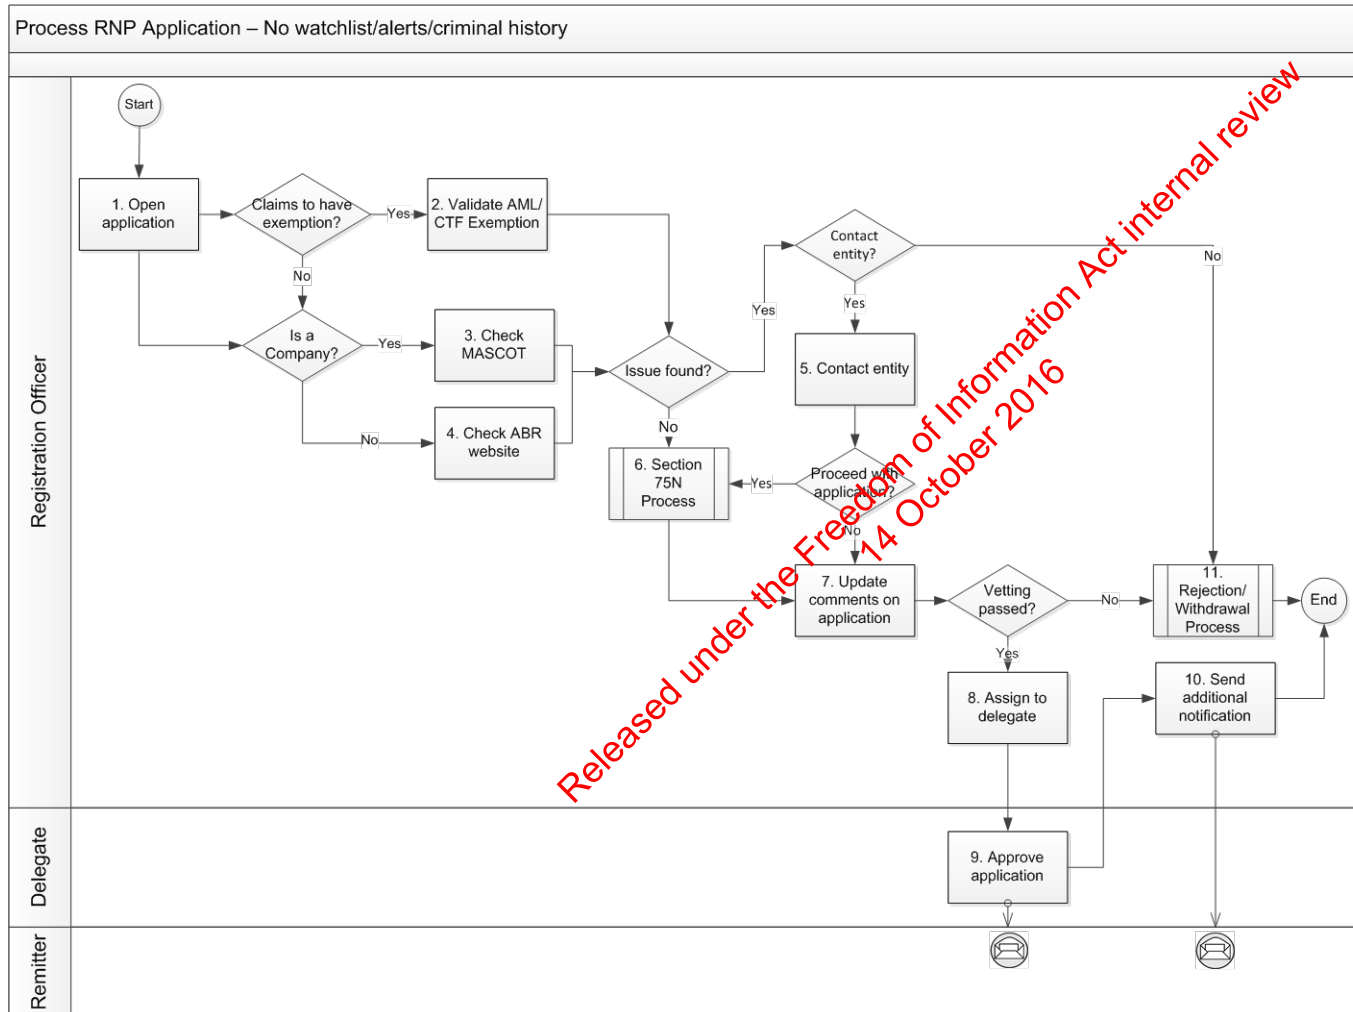 Process RNP Application – No watchlist/alerts/criminal history
Registration Officer
Delegate
Remitter
Start
1. Open
application
Claims to have
exemption?
Yes
2. Validate AML/
CTF Exemption
No
Is a
Company?
Yes
3. Check
MASCOT
No
4. Check ABR
website
Issue found?
Yes
No
Contact
entity?
No
Yes
5. Contact entity
6. Section
75N
Process
Yes
Proceed with
application?
No
7. Update
comments on
application
Vetting
passed?
No
11.
Rejection/
Withdrawal
Process
End
Yes
8. Assign to
delegate
10. Send
additional
notification
9. Approve
application
Released under the Freedom of Information Act internal review
14 October 2016